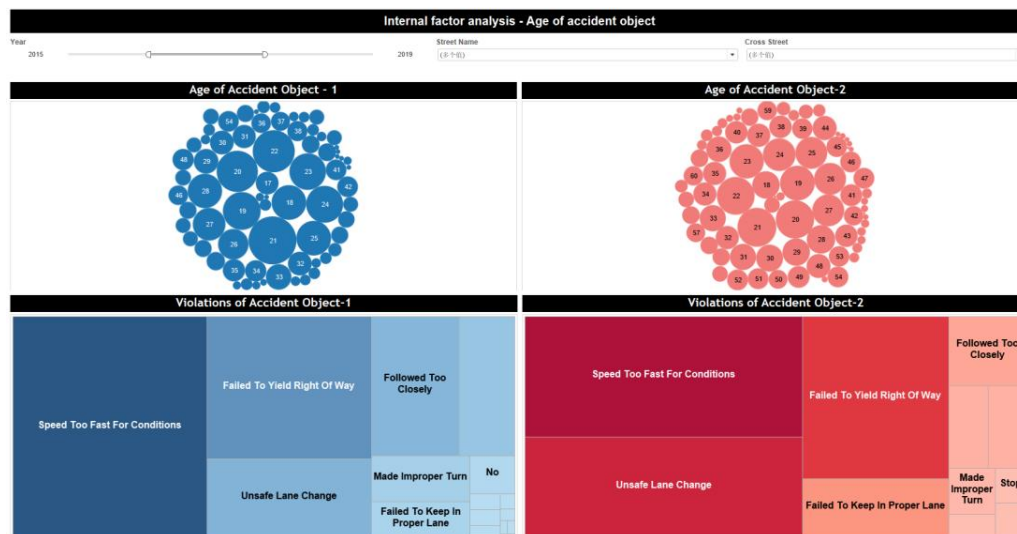 Internal factor analysis - Age of accident object
Year
2015
2019
Street Name
(多个值)
Cross Street
(多个值)
Age of Accident Object - 1
54
36
37
38
30
31
22
48
29
20
23
41
17
42
46
28
18
24
19
27
21
25
26
35
34
33
32
Age of Accident Object-2
59
40
37
38
39
44
36
23
24
25
45
46
60
35
18
19
26
47
34
22
41
33
20
27
42
57
32
21
28
43
31
30
29
53
48
52
51
50
49
54
Violations of Accident Object-1
Speed Too Fast For Conditions
Failed To Yield Right Of Way
Unsafe Lane Change
Followed Too
Closely
Made Improper Turn
No
Failed To Keep In
Proper Lane
Violations of Accident Object-2
Speed Too Fast For Conditions
Unsafe Lane Change
Failed To Yield Right Of Way
Failed To Keep In Proper Lane
Followed Too
Closely
Made
Improper
Turn
Stop